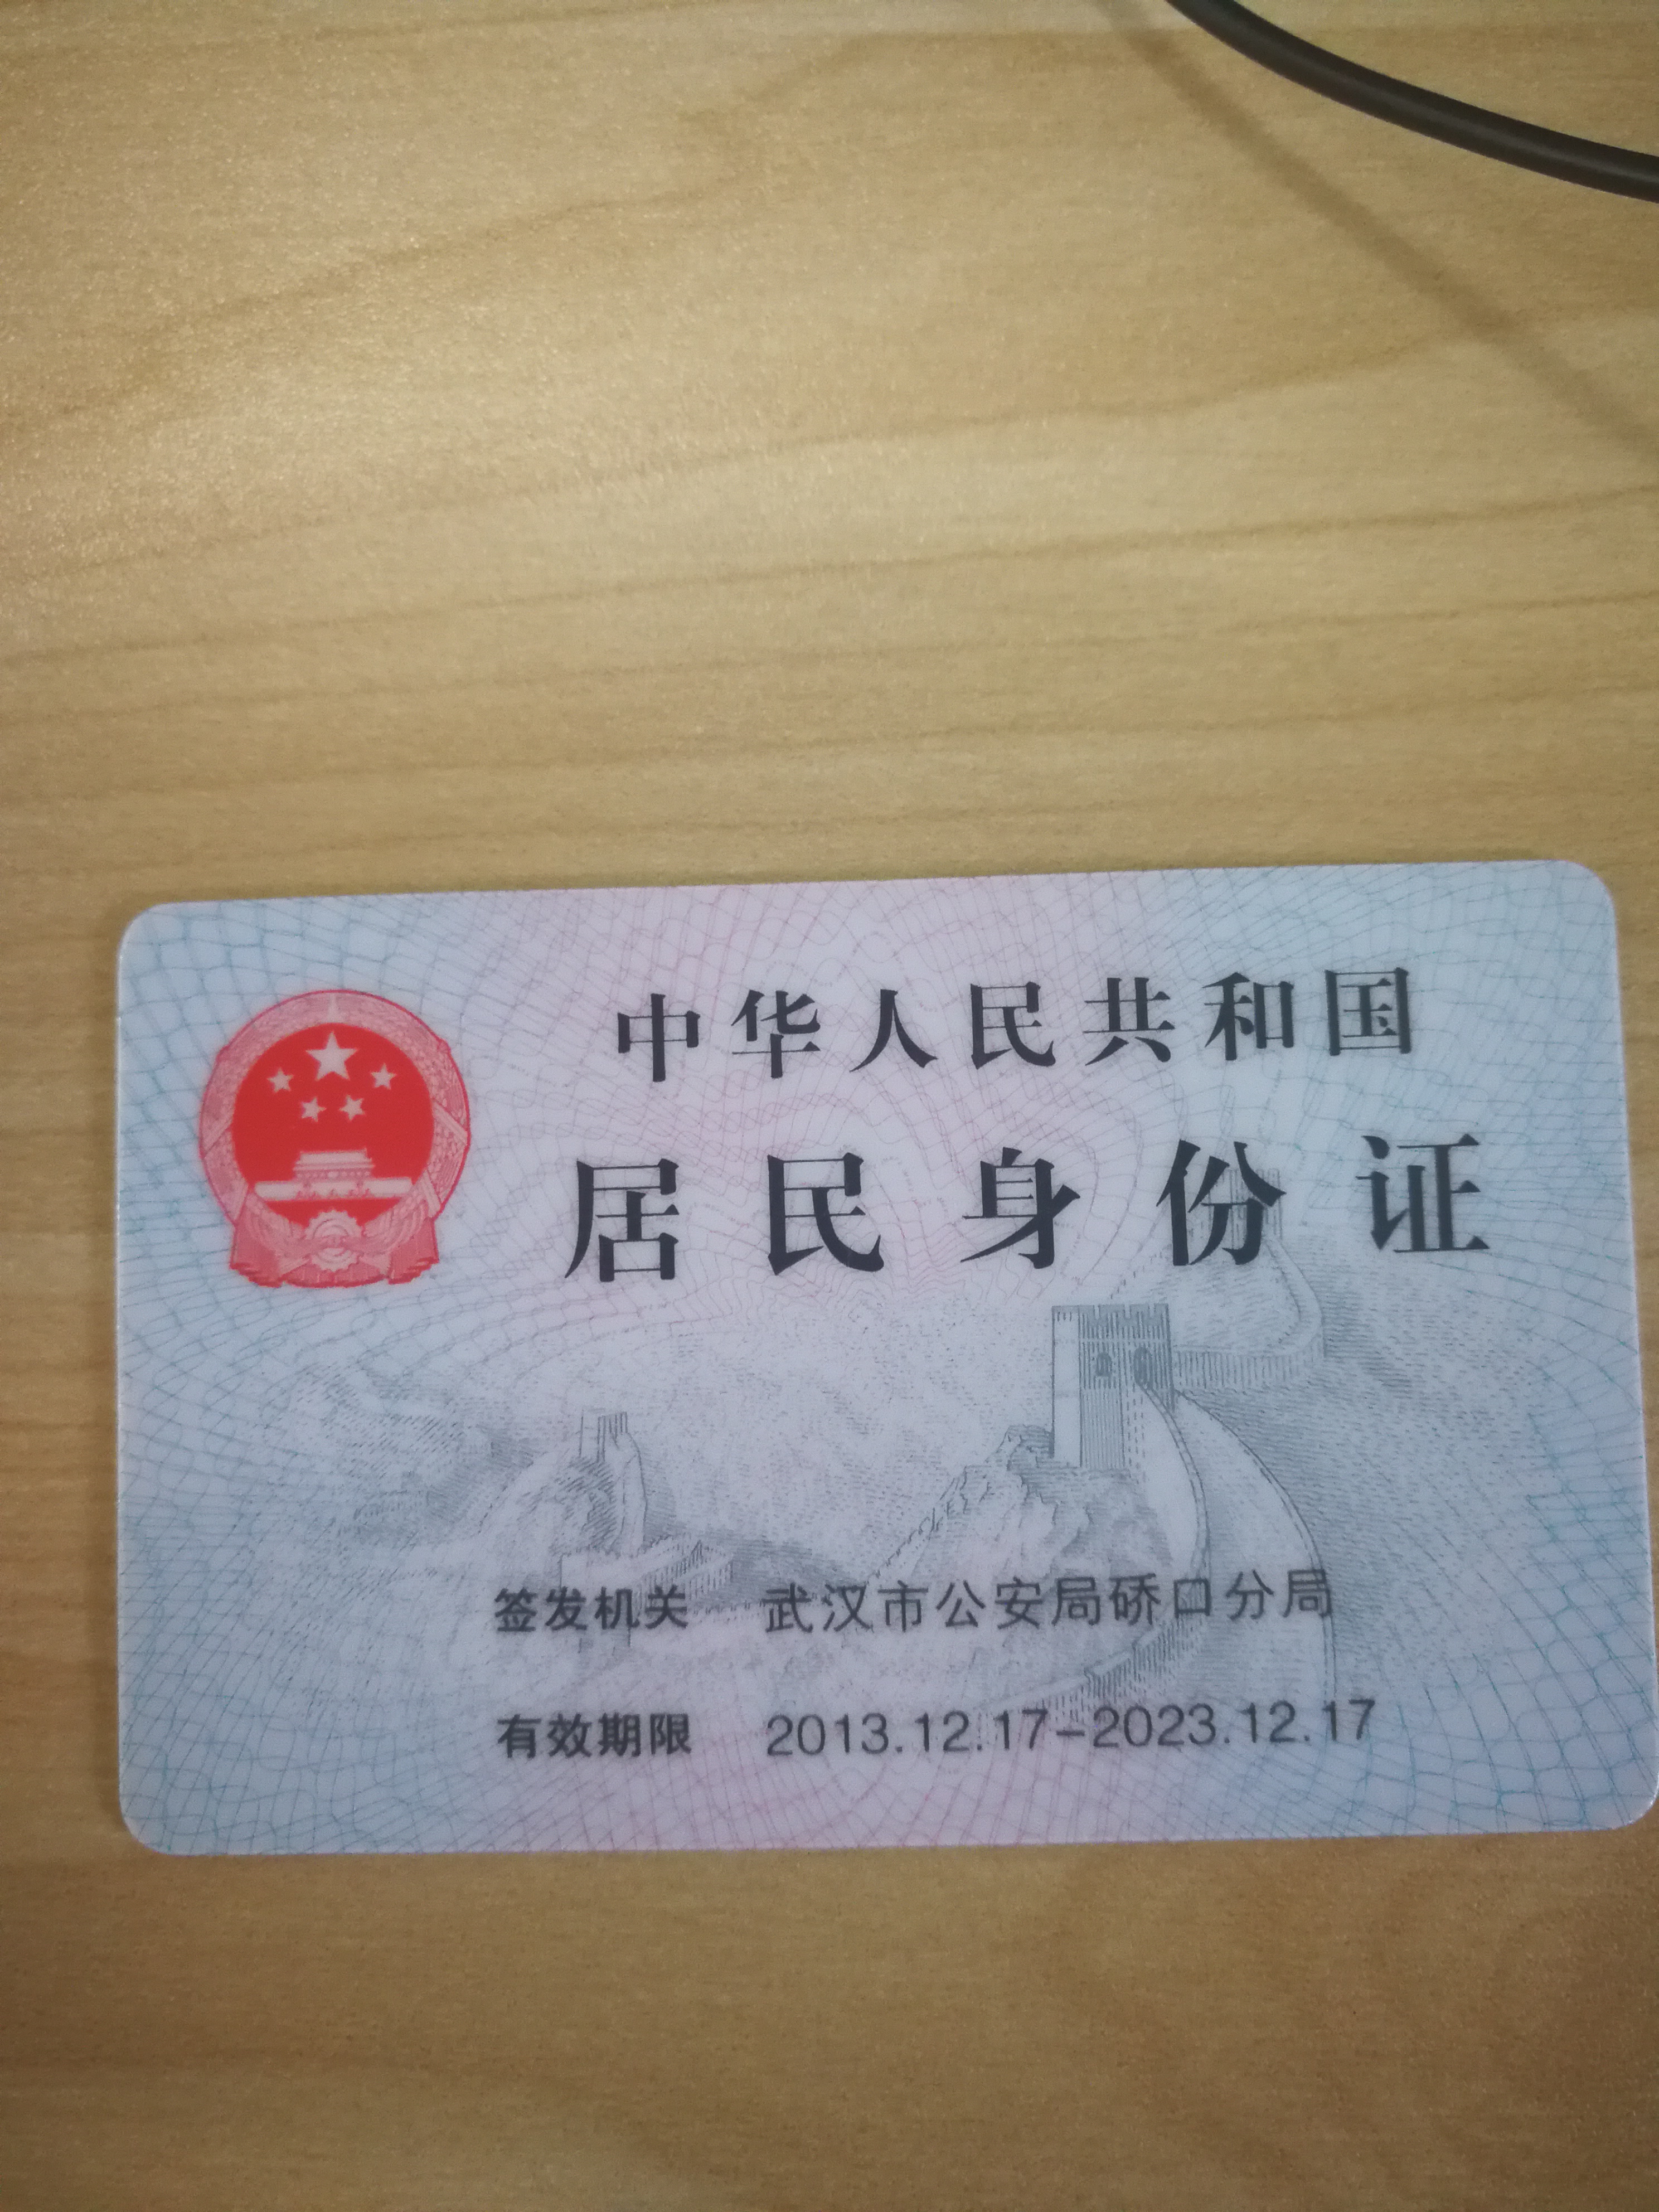 中华人民共和国
居民身份证
签发机关 武汉市公安局硚口分局
有效期限 2013.12.17-2023.12.17